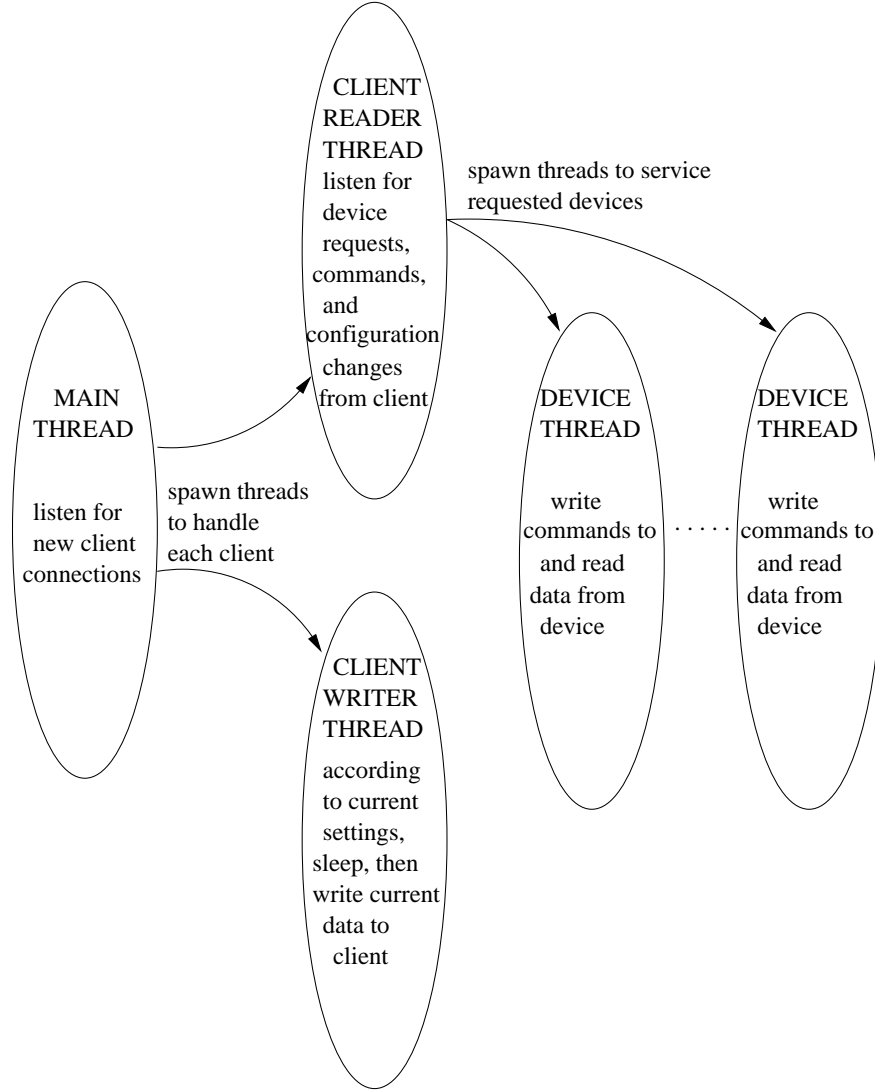 CLIENT
READER
THREAD
listen for
device
requests,
commands,
and
configuration
changes
from client
spawn threads to service
requested devices
MAIN
THREAD
listen for
new client
connections
spawn threads
to handle
each client
DEVICE
THREAD
write
commands to
and read
data from
device
. . . . .
DEVICE
THREAD
write
commands to
and read
data from
device
CLIENT
WRITER
THREAD
according
to current
settings,
sleep, then
write current
data to
client